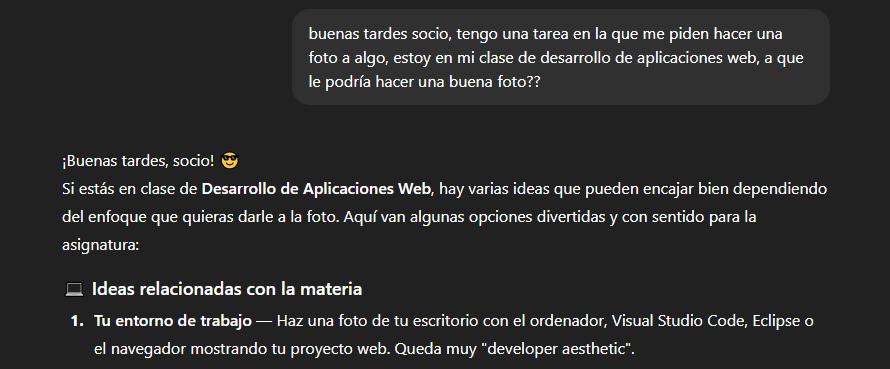 buenas tardes socio, tengo una tarea en la que me piden hacer una
foto a algo, estoy en mi clase de desarrollo de aplicaciones web, a que
le podría hacer una buena foto??
¡Buenas tardes, socio! 😎
Si estás en clase de Desarrollo de Aplicaciones Web, hay varias ideas que pueden encajar bien dependiendo
del enfoque que quieras darle a la foto. Aquí van algunas opciones divertidas y con sentido para la
asignatura:
💻 Ideas relacionadas con la materia
1. Tu entorno de trabajo — Haz una foto de tu escritorio con el ordenador, Visual Studio Code, Eclipse o
el navegador mostrando tu proyecto web. Queda muy "developer aesthetic".